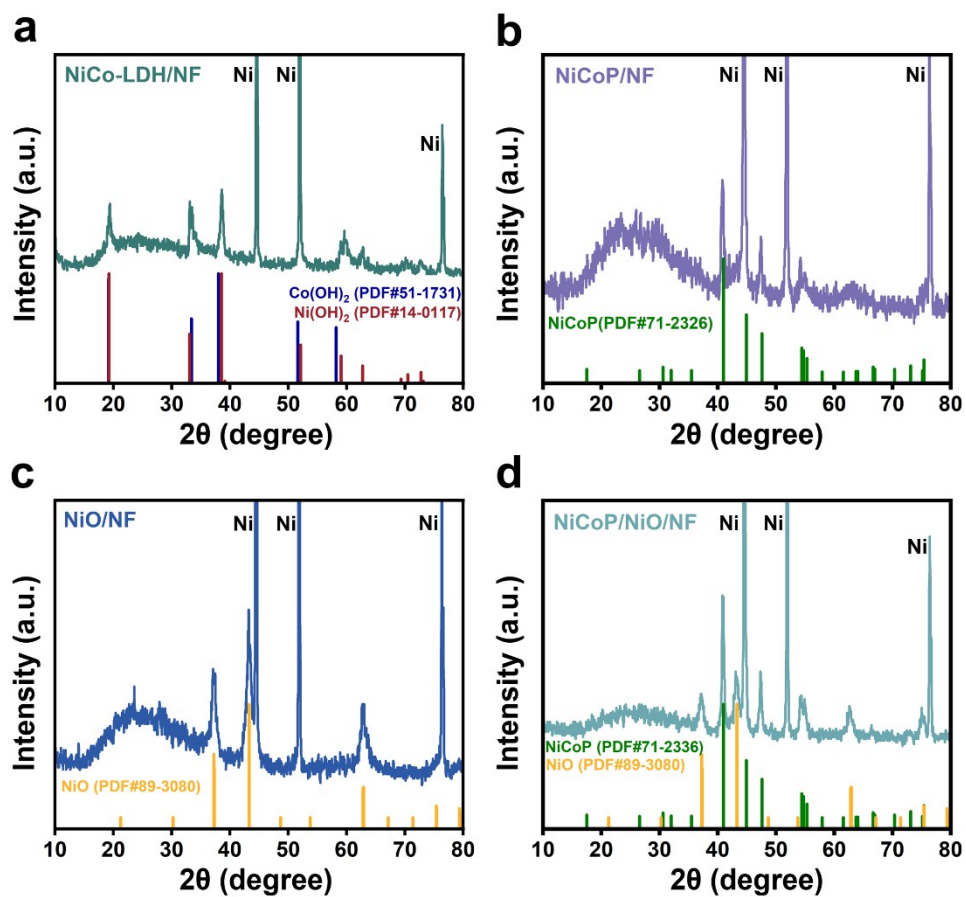 a
NiCo-LDH/NF
Ni
Ni
Ni
Co(OH)₂ (PDF#51-1731)
Ni(OH)₂ (PDF#14-0117)
Intensity (a.u.)
10 20 30 40 50 60 70 80
2θ (degree)
b
NiCoP/NF
Ni
Ni
Ni
NiCoP(PDF#71-2326)
Intensity (a.u.)
10 20 30 40 50 60 70 80
2θ (degree)
c
NiO/NF
Ni
Ni
Ni
NiO (PDF#89-3080)
Intensity (a.u.)
10 20 30 40 50 60 70 80
2θ (degree)
d
NiCoP/NiO/NF
Ni
Ni
Ni
NiCoP (PDF#71-2336)
NiO (PDF#89-3080)
Intensity (a.u.)
10 20 30 40 50 60 70 80
2θ (degree)